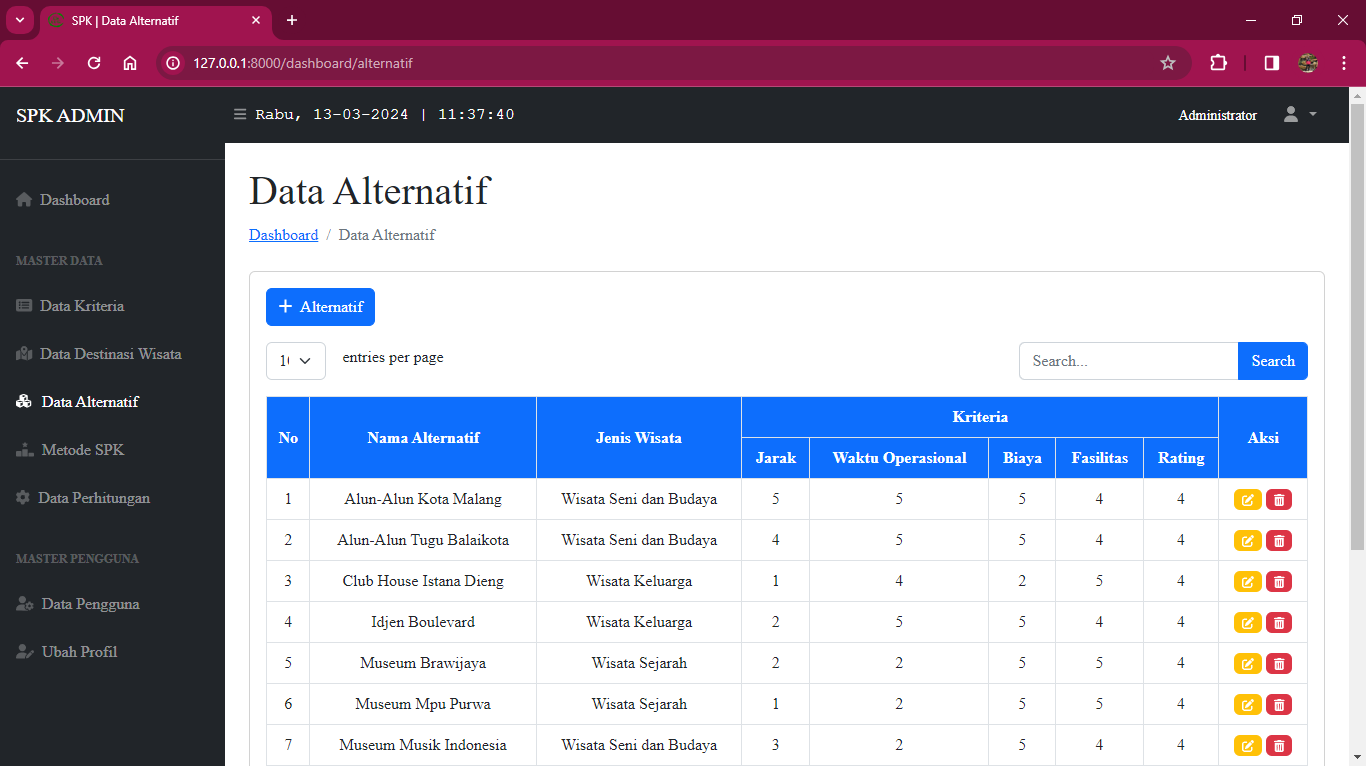 SPK | Data Alternatif
127.0.0.1:8000/dashboard/alternatif
SPK ADMIN
Rabu, 13-03-2024 | 11:37:40
Administrator
Dashboard
MASTER DATA
Data Kriteria
Data Destinasi Wisata
Data Alternatif
Metode SPK
Data Perhitungan
MASTER PENGGUNA
Data Pengguna
Ubah Profil
Data Alternatif
Dashboard / Data Alternatif
+ Alternatif
entries per page
Search... Search
No Nama Alternatif Jenis Wisata Kriteria Aksi
Jarak Waktu Operasional Biaya Fasilitas Rating
1 Alun-Alun Kota Malang Wisata Seni dan Budaya 5 5 5 4 4
2 Alun-Alun Tugu Balaikota Wisata Seni dan Budaya 4 5 5 4 4
3 Club House Istana Dieng Wisata Keluarga 1 4 2 5 4
4 Idjen Boulevard Wisata Keluarga 2 5 5 4 4
5 Museum Brawijaya Wisata Sejarah 2 2 5 5 4
6 Museum Mpu Purwa Wisata Sejarah 1 2 5 5 4
7 Museum Musik Indonesia Wisata Seni dan Budaya 3 2 5 4 4